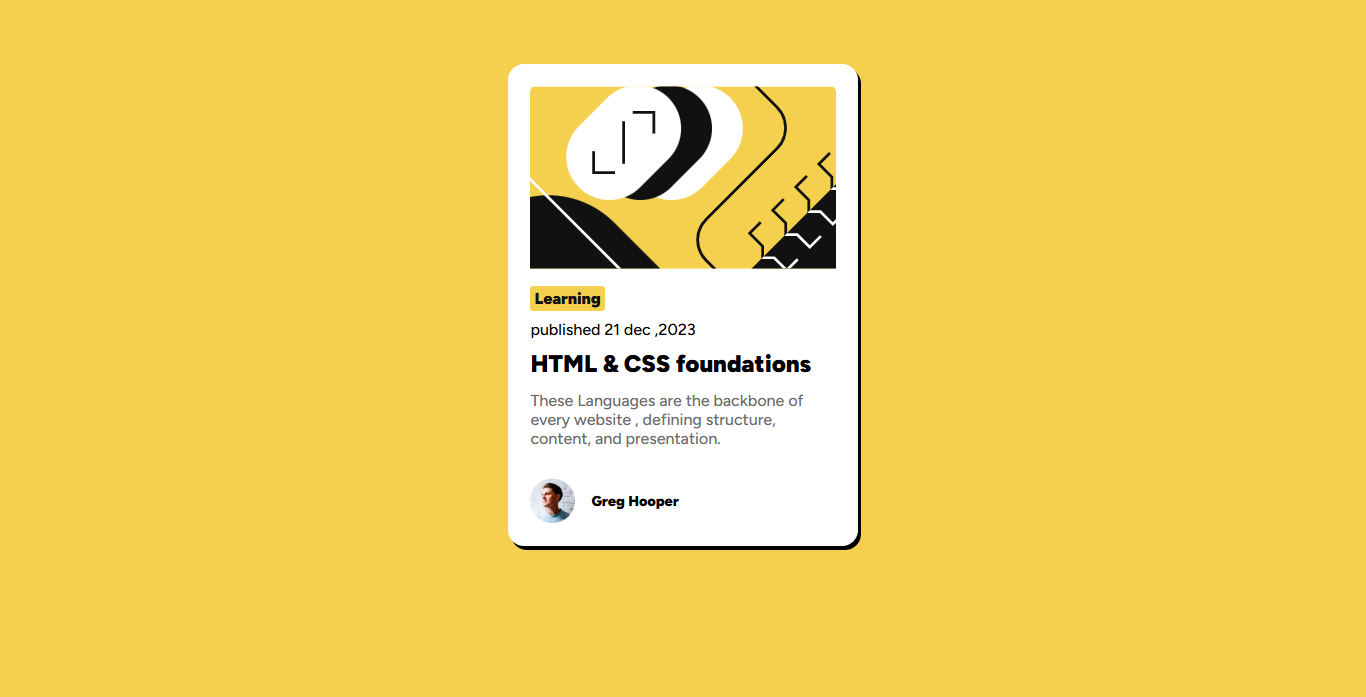 Learning
published 21 dec ,2023
HTML & CSS foundations
These Languages are the backbone of
every website , defining structure,
content, and presentation.
Greg Hooper